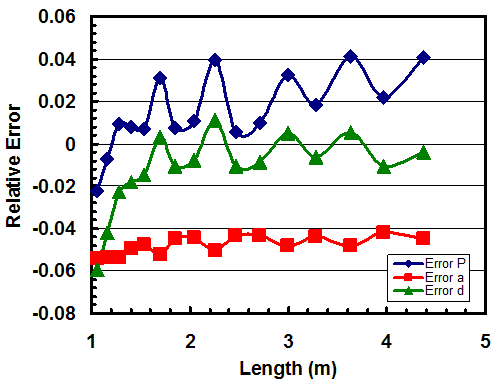 0.06
0.04
0.02
0
-0.02
-0.04
-0.06
-0.08
Relative Error
Error P
Error a
Error d
1 2 3 4 5
Length (m)